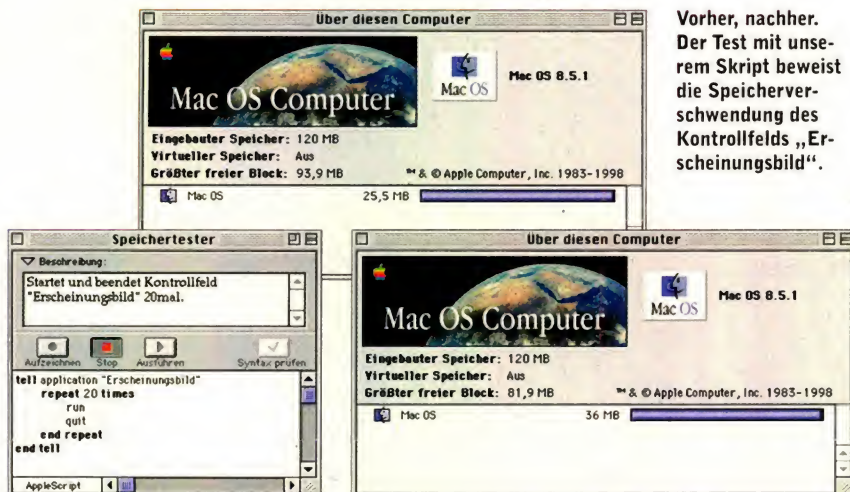 Über diesen Computer
Mac OS Computer
Mac OS
Mac OS 8.5.1
Eingebauter Speicher: 120 MB
Virtueller Speicher: Aus
Größter freier Block: 93,9 MB
™ & © Apple Computer, Inc. 1983-1998
Mac OS 25,5 MB
Vorher, nachher.
Der Test mit unse-
rem Skript beweist
die Speicherver-
schwendung des
Kontrollfelds „Er-
scheinungsbild“.
Speichertester
Beschreibung:
Startet und beendet Kontrollfeld
"Erscheinungsbild" 20mal.
Aufzeichnen Stop Ausführen Syntax prüfen
tell application "Erscheinungsbild"
repeat 20 times
run
quit
end repeat
end tell
AppleScript
Über diesen Computer
Mac OS Computer
Mac OS
Mac OS 8.5.1
Eingebauter Speicher: 120 MB
Virtueller Speicher: Aus
Größter freier Block: 81,9 MB
™ & © Apple Computer, Inc. 1983-1998
Mac OS 36 MB